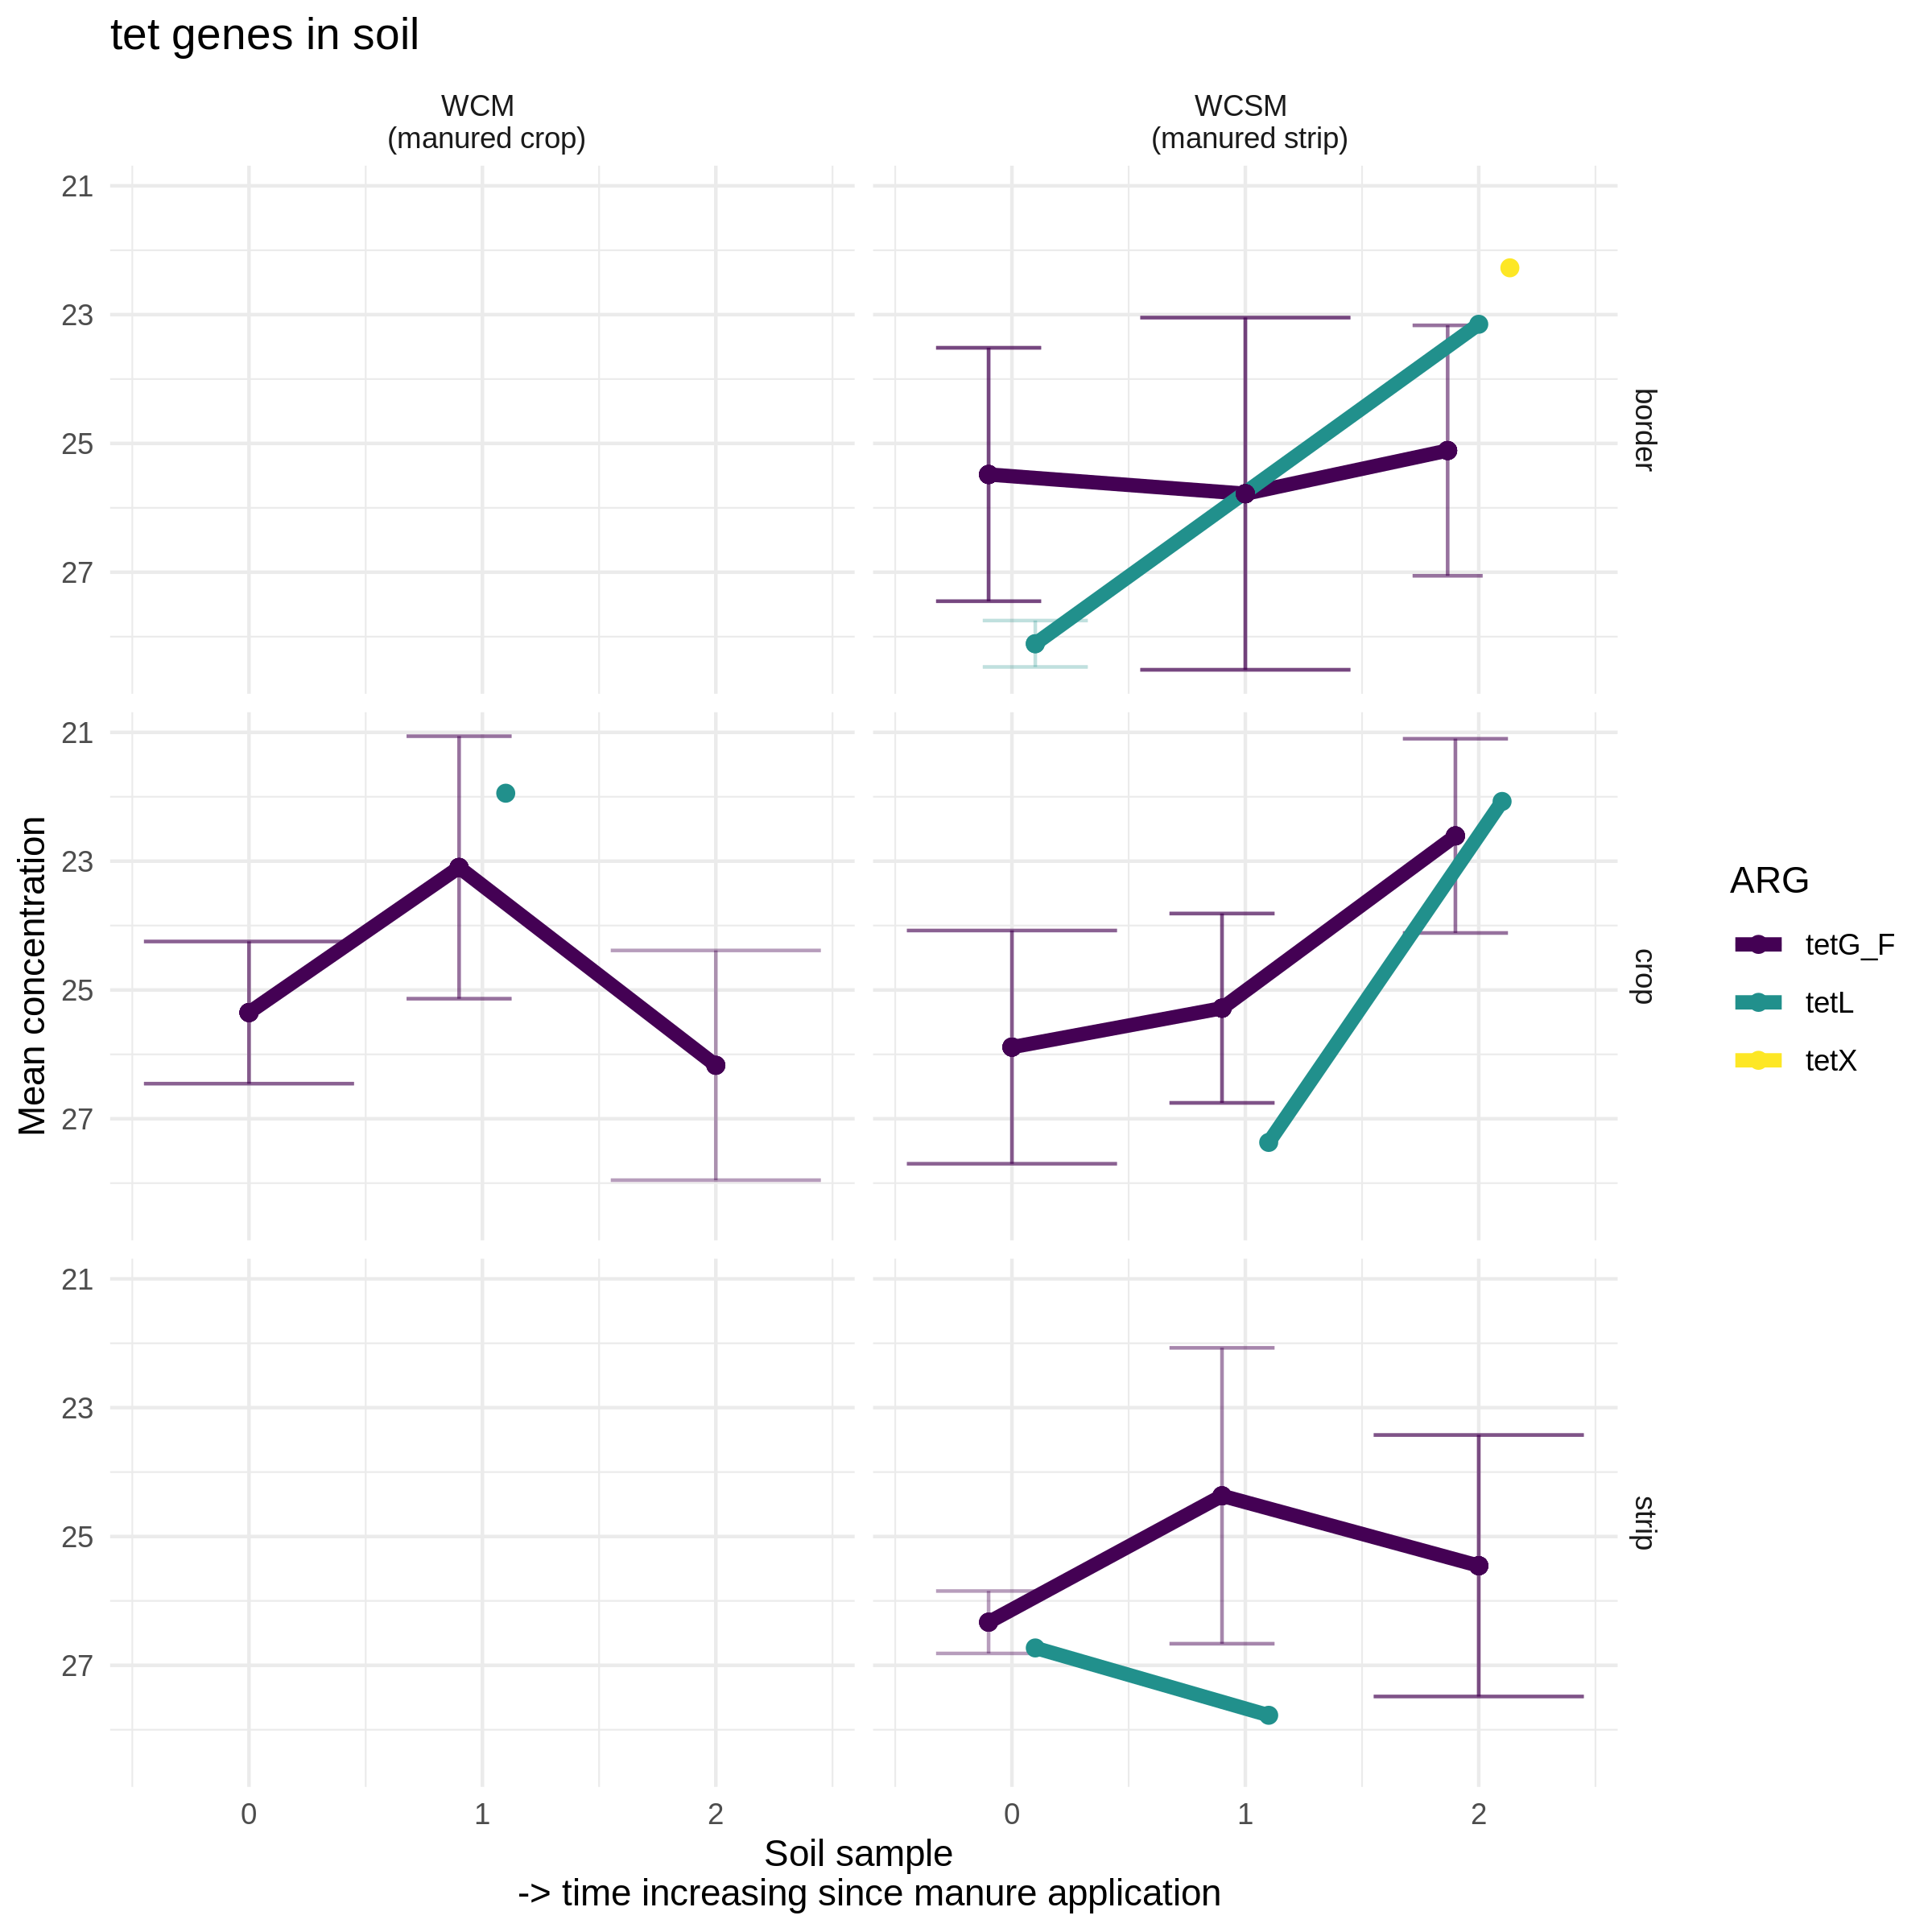 tet genes in soil
WCM
(manured crop)
WCSM
(manured strip)
21
23
25
27
border
21
23
25
27
crop
21
23
25
27
strip
Mean concentration
0
1
2
0
1
2
Soil sample
-> time increasing since manure application
ARG
tetG_F
tetL
tetX